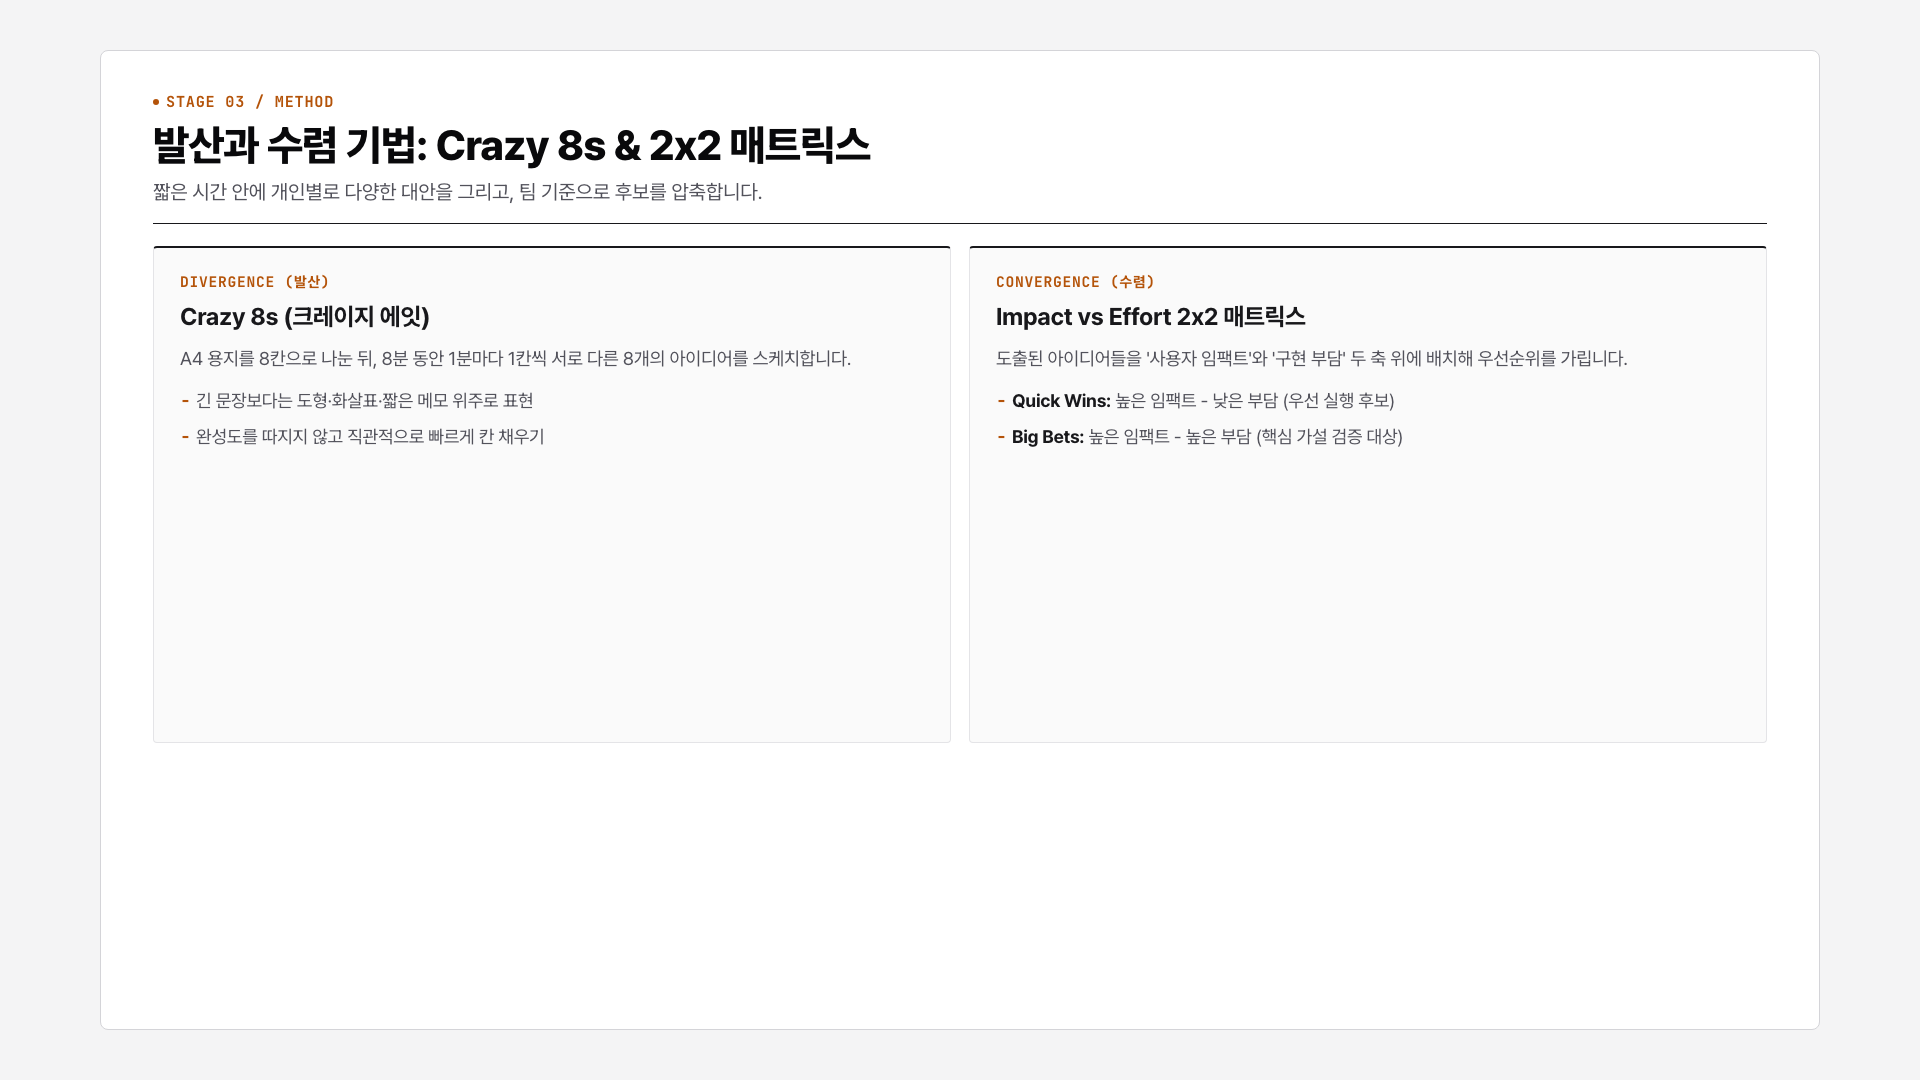 • STAGE 03 / METHOD
발산과 수렴 기법: Crazy 8s & 2x2 매트릭스
짧은 시간 안에 개인별로 다양한 대안을 그리고, 팀 기준으로 후보를 압축합니다.
DIVERGENCE (발산)
Crazy 8s (크레이지 에잇)
A4 용지를 8칸으로 나눈 뒤, 8분 동안 1분마다 1칸씩 서로 다른 8개의 아이디어를 스케치합니다.
- 긴 문장보다는 도형·화살표·짧은 메모 위주로 표현
- 완성도를 따지지 않고 직관적으로 빠르게 칸 채우기
CONVERGENCE (수렴)
Impact vs Effort 2x2 매트릭스
도출된 아이디어들을 '사용자 임팩트'와 '구현 부담' 두 축 위에 배치해 우선순위를 가립니다.
- Quick Wins: 높은 임팩트 - 낮은 부담 (우선 실행 후보)
- Big Bets: 높은 임팩트 - 높은 부담 (핵심 가설 검증 대상)